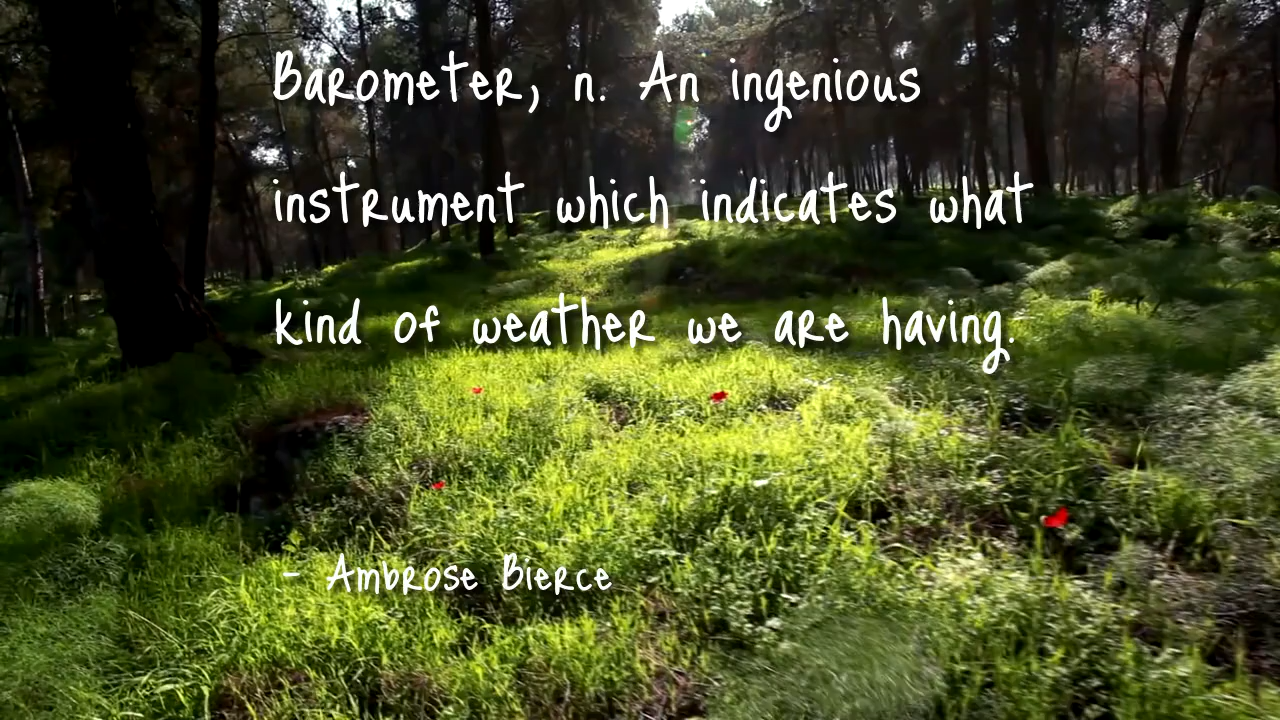 Barometer, n. An ingenious
instrument which indicates what
kind of weather we are having.
- Ambrose Bierce